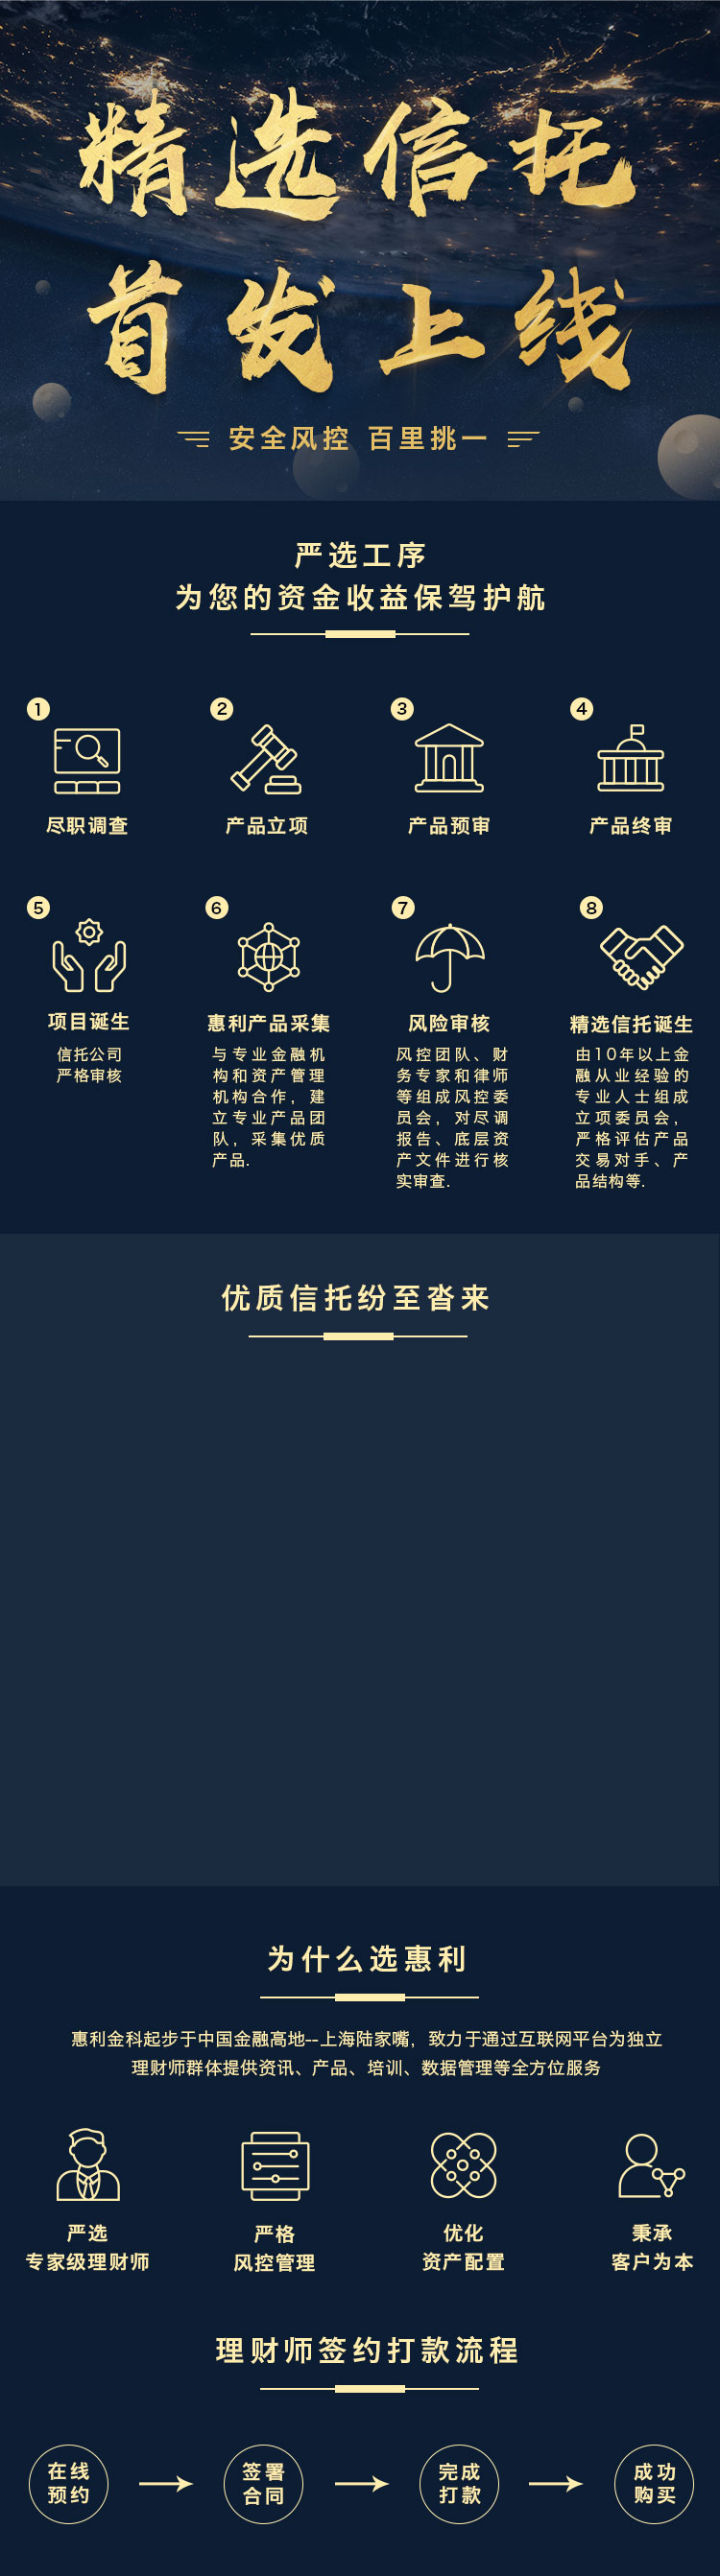 精选信托
首发上线
安全风控 百里挑一
严选工序
为您的资金收益保驾护航
1
尽职调查
2
产品立项
3
产品预审
4
产品终审
5
项目诞生
信托公司
严格审核
6
惠利产品采集
与专业金融机
构和资产管理
机构合作，建
立专业产品团
队，采集优质
产品.
7
风险审核
风控团队、财
务专家和律师
等组成风控委
员会，对尽调
报告、底层资
产文件进行核
实审查.
8
精选信托诞生
由10年以上金
融从业经验的
专业人士组成
立项委员会，
严格评估产品
交易对手、产
品结构等.
优质信托纷至沓来
为什么选惠利
惠利金科起步于中国金融高地--上海陆家嘴，致力于通过互联网平台为独立
理财师群体提供资讯、产品、培训、数据管理等全方位服务
严选
专家级理财师
严格
风控管理
优化
资产配置
秉承
客户为本
理财师签约打款流程
在线
预约
签署
合同
完成
打款
成功
购买